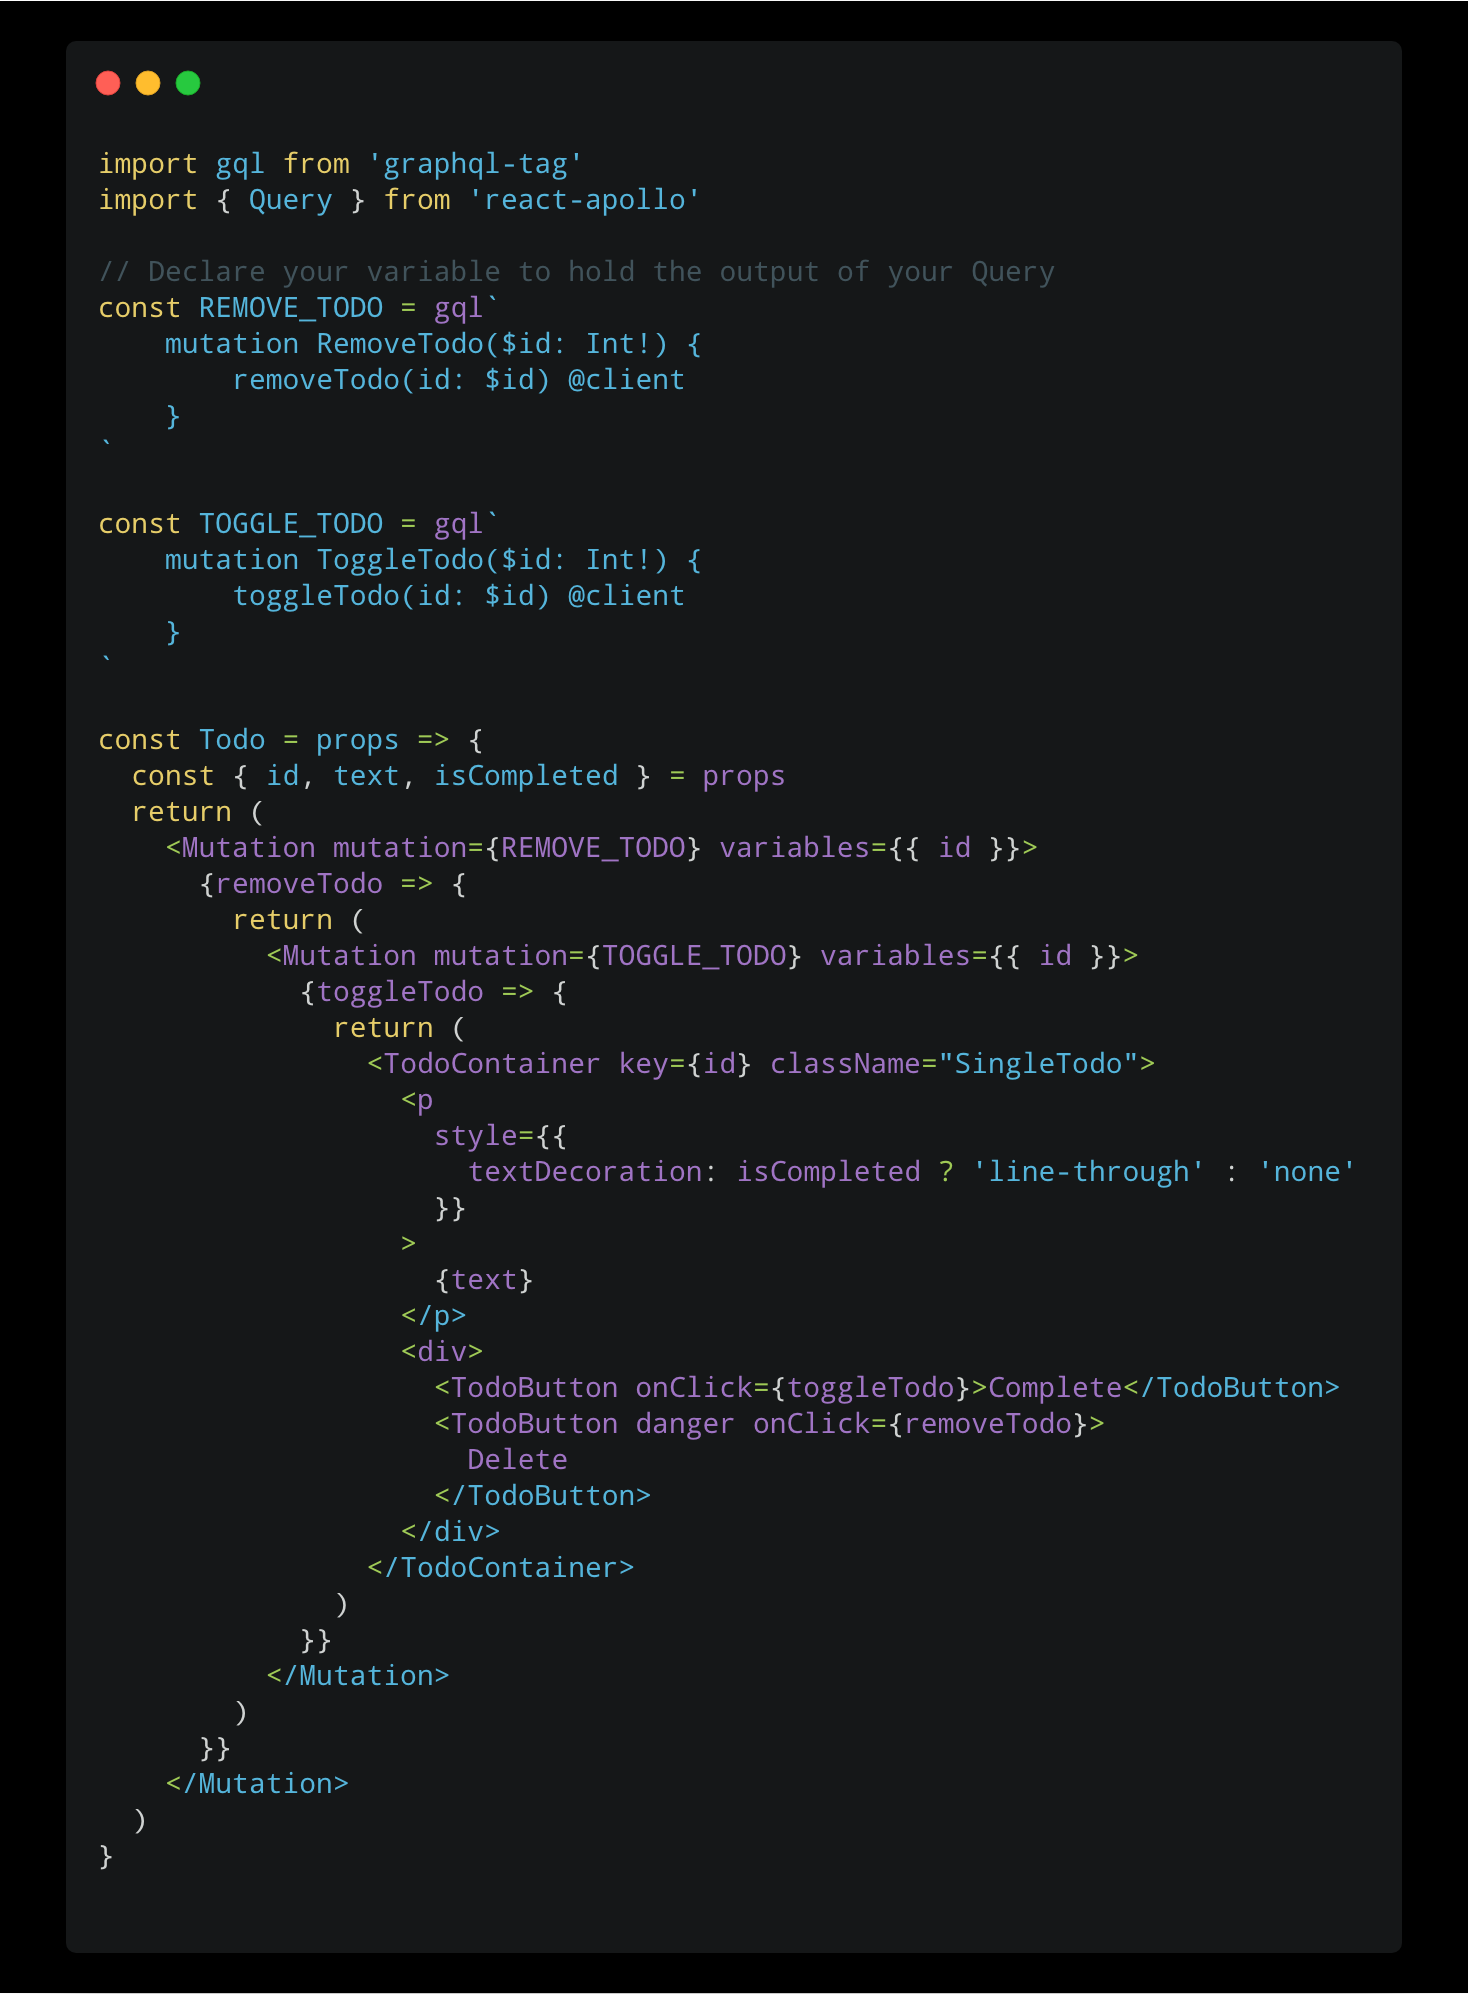 import gql from 'graphql-tag'
import { Query } from 'react-apollo'

// Declare your variable to hold the output of your Query
const REMOVE_TODO = gql`
    mutation RemoveTodo($id: Int!) {
        removeTodo(id: $id) @client
    }
`

const TOGGLE_TODO = gql`
    mutation ToggleTodo($id: Int!) {
        toggleTodo(id: $id) @client
    }
`

const Todo = props => {
  const { id, text, isCompleted } = props
  return (
    <Mutation mutation={REMOVE_TODO} variables={{ id }}>
      {removeTodo => {
        return (
          <Mutation mutation={TOGGLE_TODO} variables={{ id }}>
            {toggleTodo => {
              return (
                <TodoContainer key={id} className="SingleTodo">
                  <p
                    style={{
                      textDecoration: isCompleted ? 'line-through' : 'none'
                    }}
                  >
                    {text}
                  </p>
                  <div>
                    <TodoButton onClick={toggleTodo}>Complete</TodoButton>
                    <TodoButton danger onClick={removeTodo}>
                      Delete
                    </TodoButton>
                  </div>
                </TodoContainer>
              )
            }}
          </Mutation>
        )
      }}
    </Mutation>
  )
}